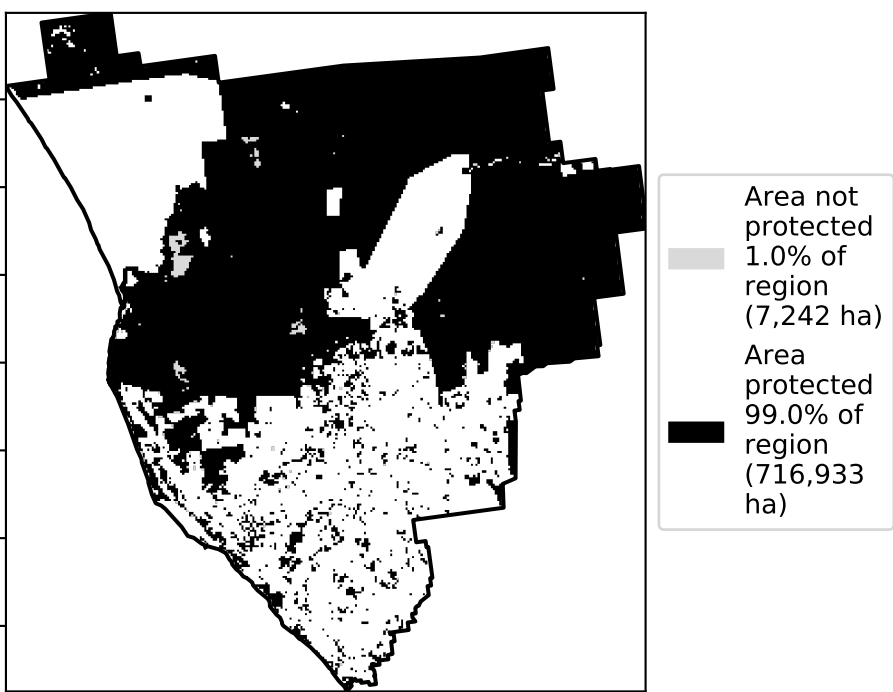 Area not
protected
1.0% of
region
(7,242 ha)
Area
protected
99.0% of
region
(716,933
ha)